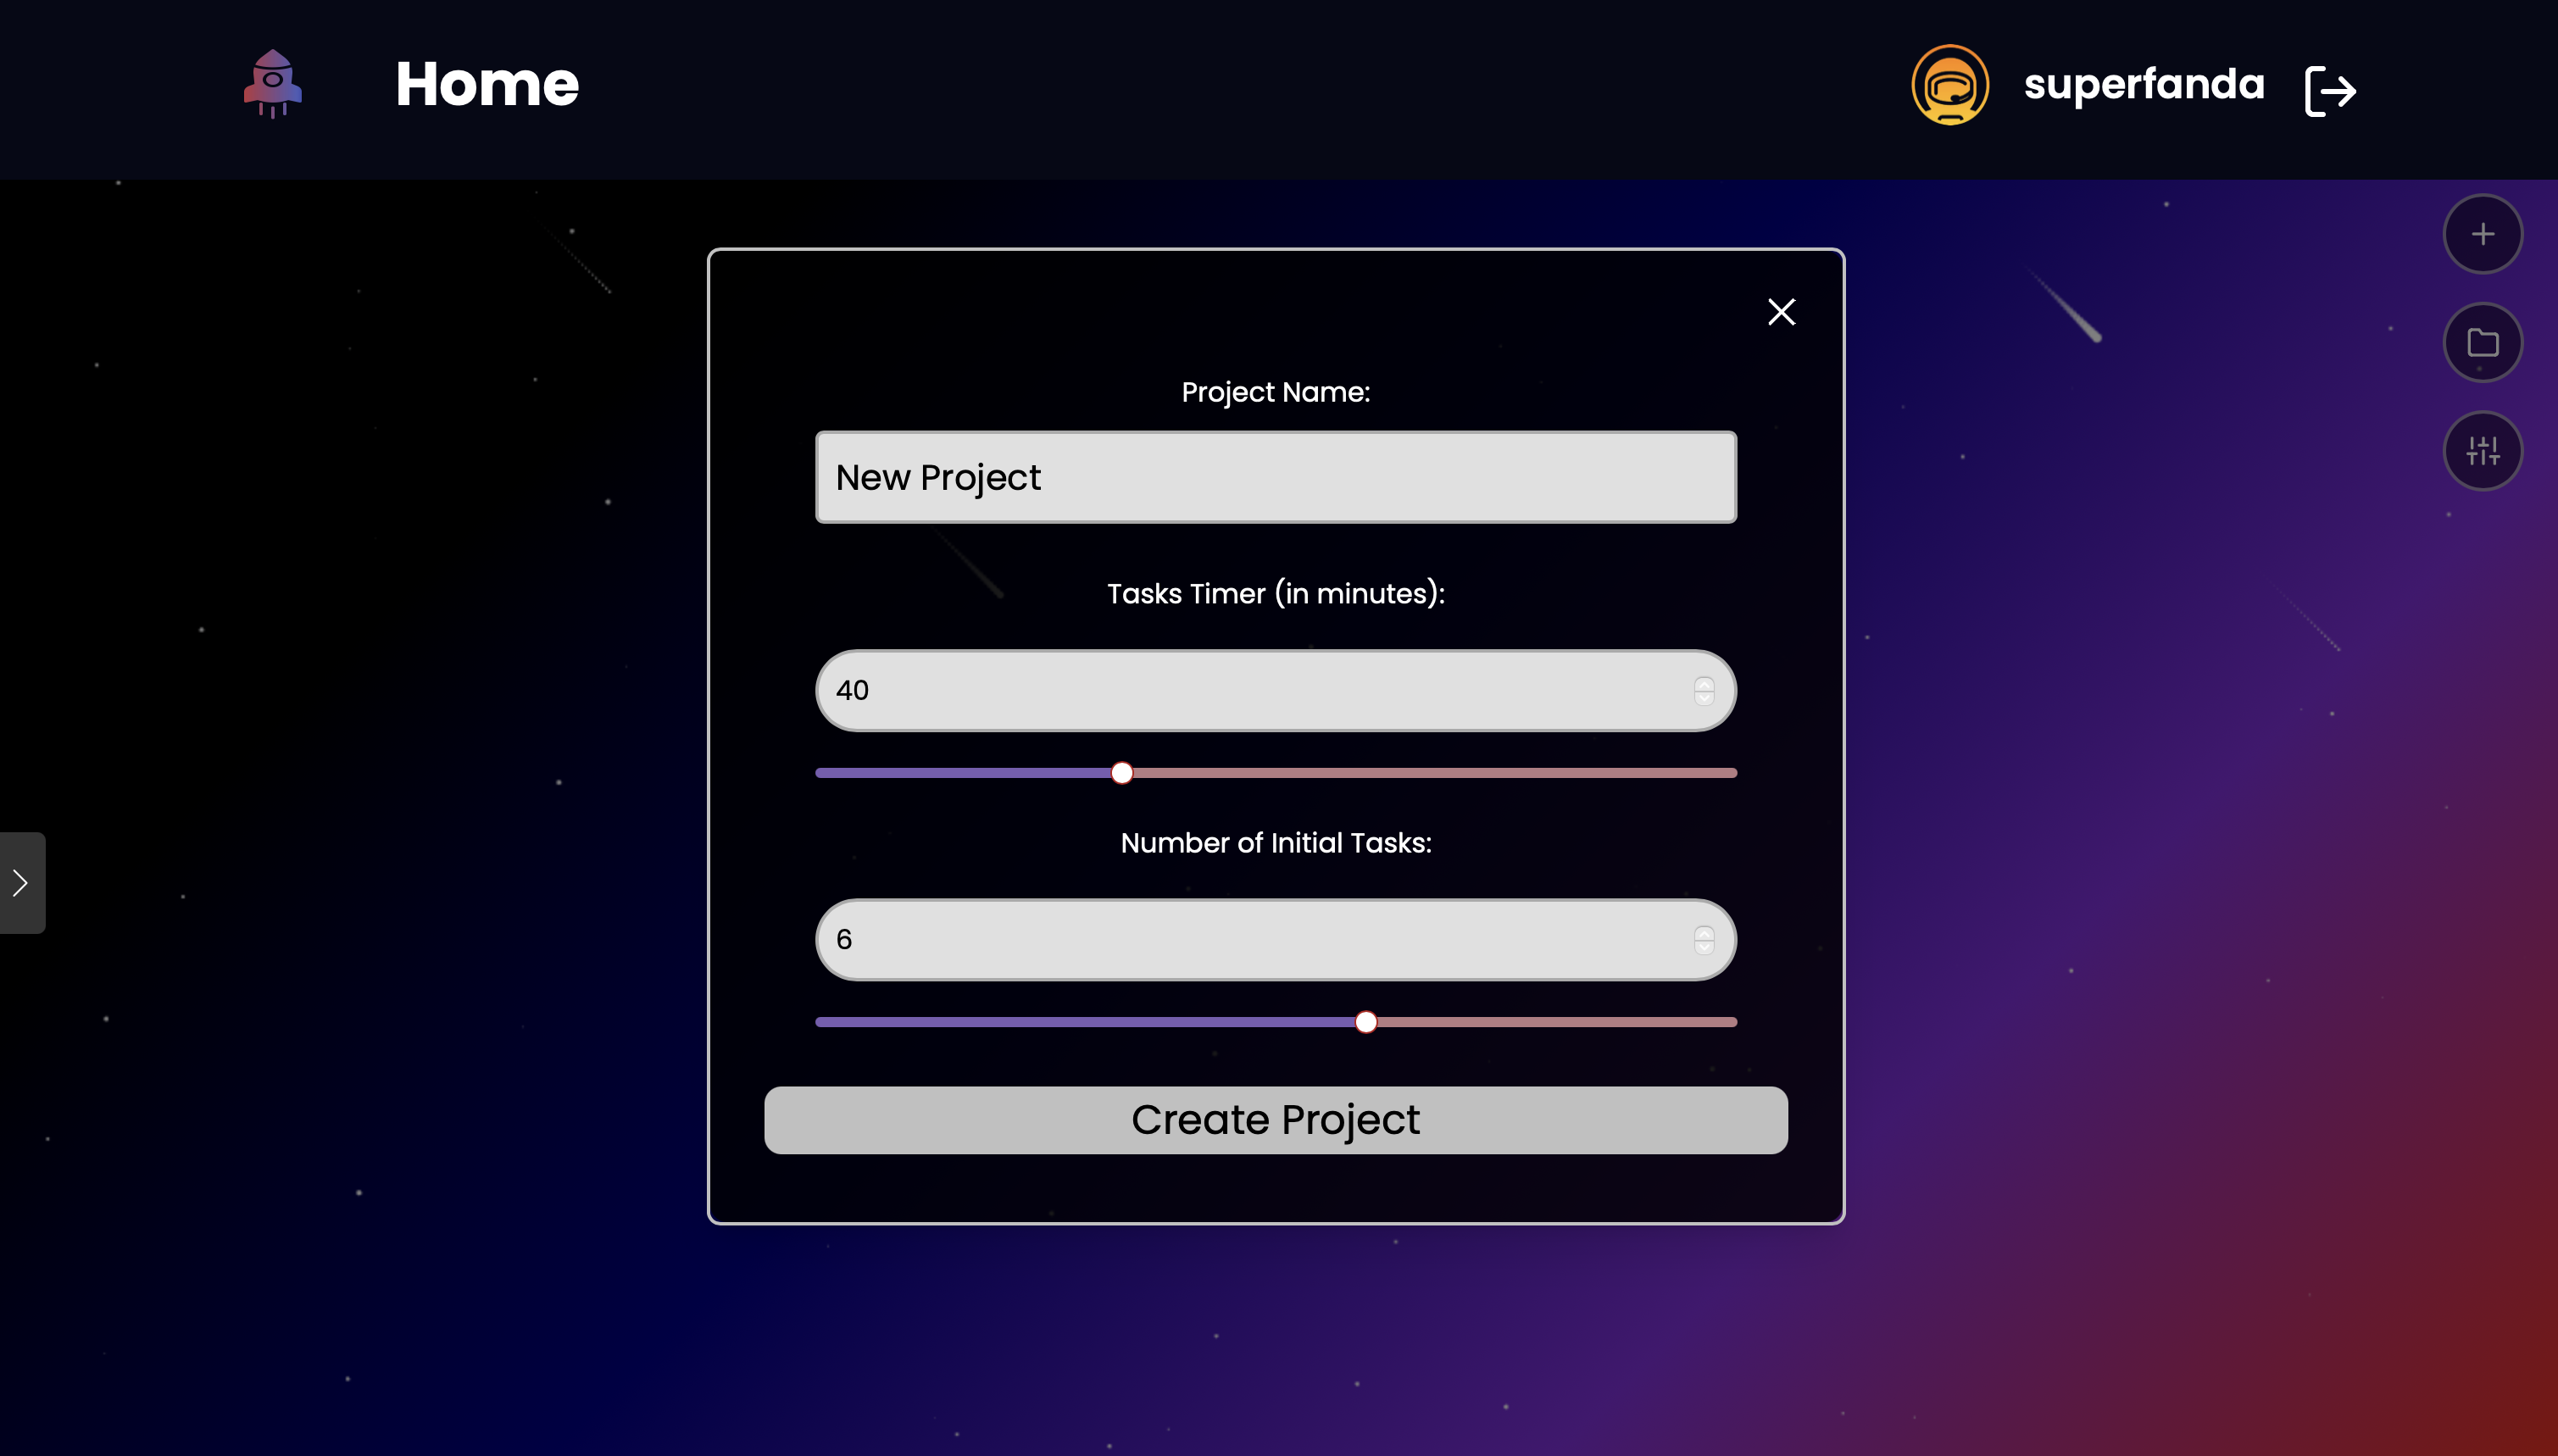 Home
superfanda
Project Name:
New Project
Tasks Timer (in minutes):
40
Number of Initial Tasks:
6
Create Project